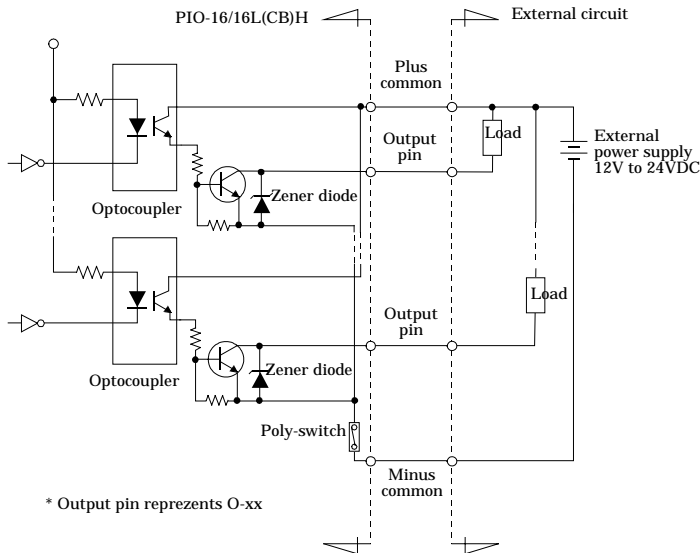 PIO-16/16L(CB)H
External circuit
Plus
common
Output
pin
Load
External
power supply
12V to 24VDC
Zener diode
Optocoupler
Load
Output
pin
Zener diode
Optocoupler
Poly-switch
Minus
common
* Output pin reprezents O-xx